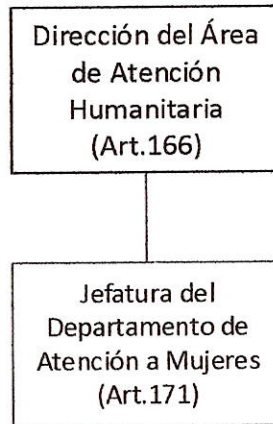 Dirección del Área
de Atención
Humanitaria
(Art.166)
Jefatura del
Departamento de
Atención a Mujeres
(Art.171)